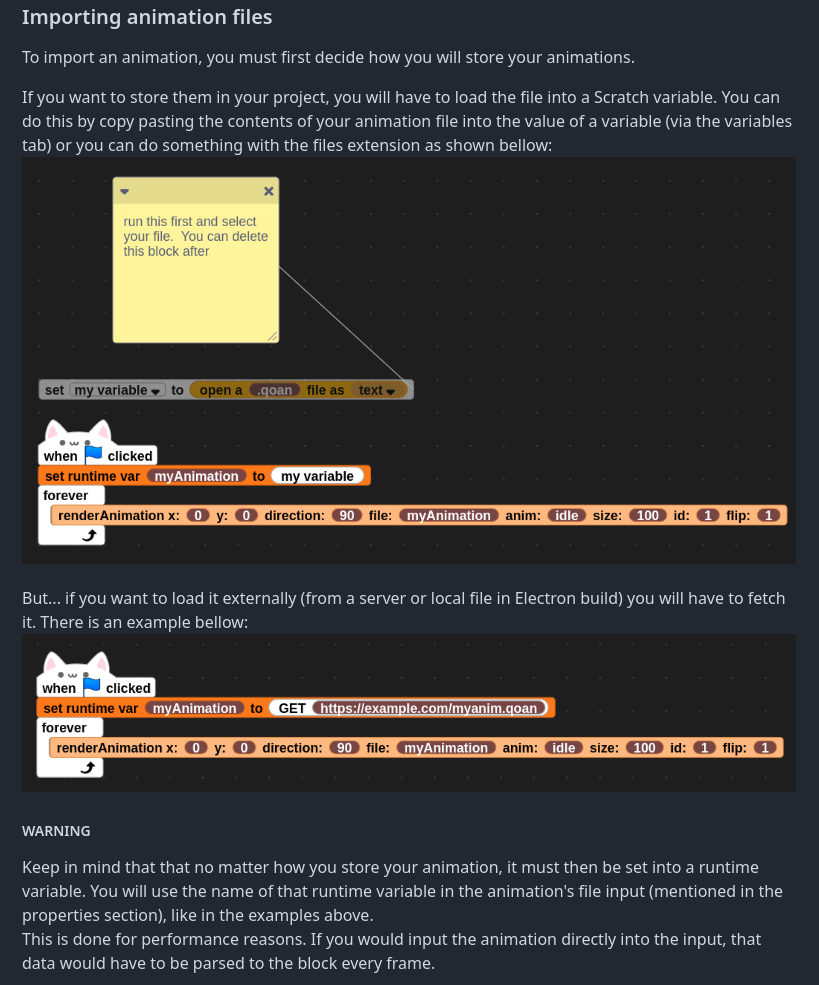 Importing animation files
To import an animation, you must first decide how you will store your animations.
If you want to store them in your project, you will have to load the file into a Scratch variable. You can
do this by copy pasting the contents of your animation file into the value of a variable (via the variables
tab) or you can do something with the files extension as shown bellow:
run this first and select
your file. You can delete
this block after
set my variable to open a .qoan file as text
when clicked
set runtime var myAnimation to my variable
forever
renderAnimation x: 0 y: 0 direction: 90 file: myAnimation anim: idle size: 100 id: 1 flip: 1
But... if you want to load it externally (from a server or local file in Electron build) you will have to fetch
it. There is an example bellow:
when clicked
set runtime var myAnimation to GET https://example.com/myanim.qoan
forever
renderAnimation x: 0 y: 0 direction: 90 file: myAnimation anim: idle size: 100 id: 1 flip: 1
WARNING
Keep in mind that that no matter how you store your animation, it must then be set into a runtime
variable. You will use the name of that runtime variable in the animation's file input (mentioned in the
properties section), like in the examples above.
This is done for performance reasons. If you would input the animation directly into the input, that
data would have to be parsed to the block every frame.